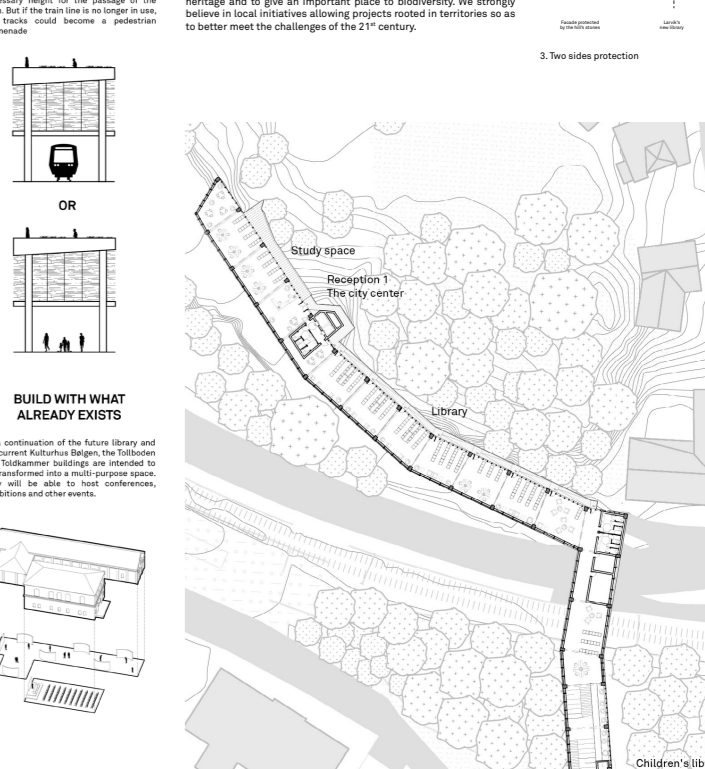 height for the passage of the
But if the train line is no longer in use,
tracks could become a pedestrian
OR
BUILD WITH WHAT
ALREADY EXISTS
continuation of the future library and
current Kulturhus Bølgen, the Tollboden
Toldkammer buildings are intended to
transformed into a multi-purpose space.
will be able to host conferences,
and other events.
heritage and to give an important place to biodiversity. We strongly
believe in local initiatives allowing projects rooted in territories so as
to better meet the challenges of the 21st century.
Facade protected
by the hill's stones
Larvik's
new library
3. Two sides protection
Study space
Reception 1
The city center
Library
Children's lib